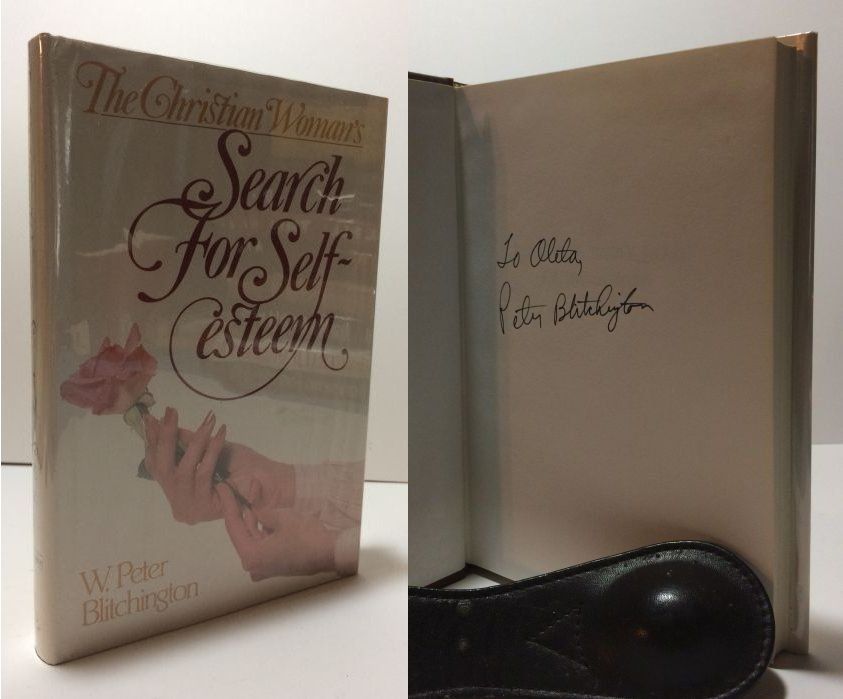 The Christian Woman's
Search
For Self-
esteem
W. Peter
Blitchington
To Oleta,
Peter Blitchington